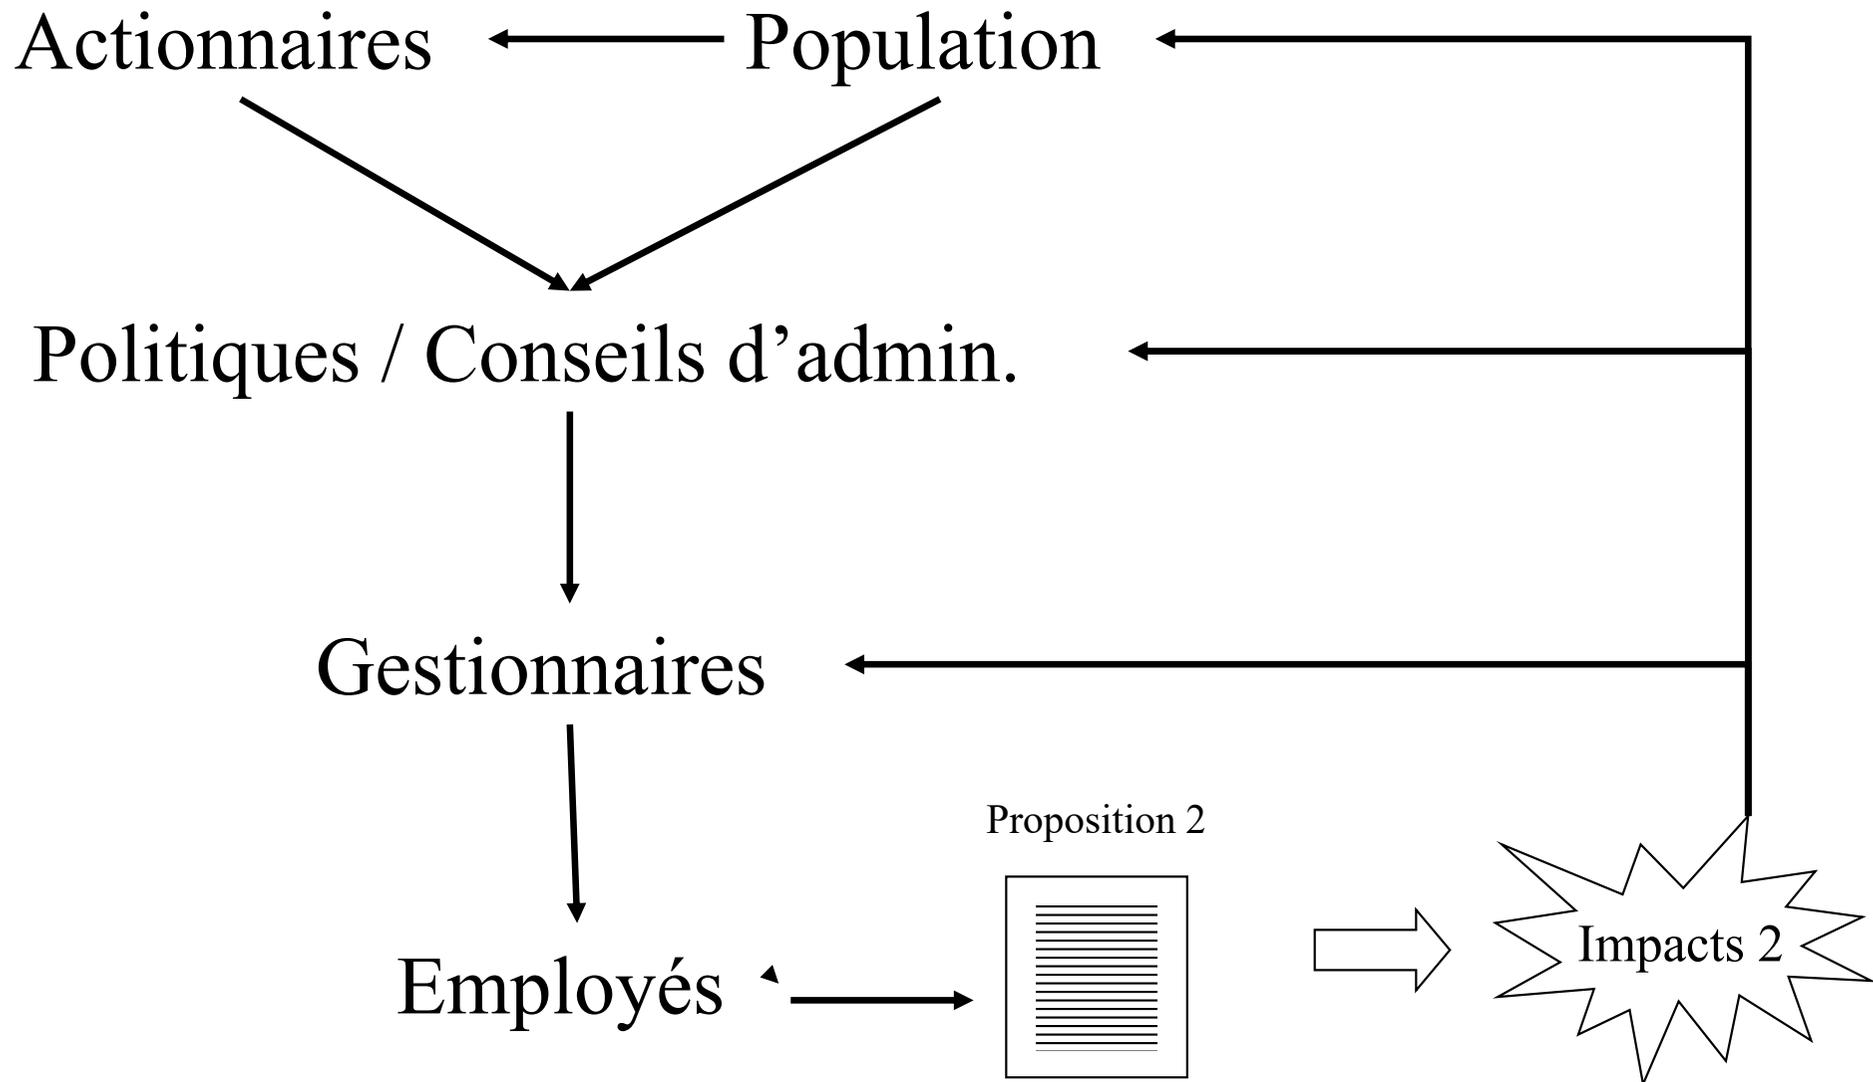 Actionnaires
Population
Politiques / Conseils d’admin.
Gestionnaires
Proposition 2
Employés
Impacts 2